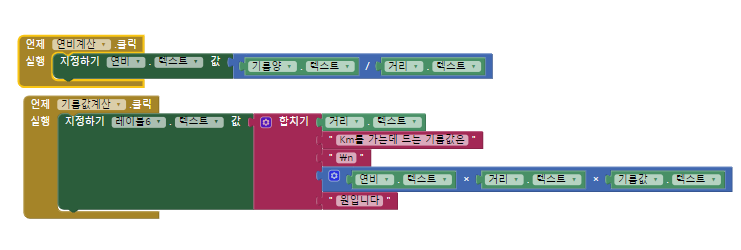 언제 연비계산 .클릭
실행 지정하기 연비 . 텍스트 값 기름양 . 텍스트 / 거리 . 텍스트
언제 기름값계산 .클릭
실행 지정하기 레이블6 . 텍스트 값 합치기 거리 . 텍스트
" Km를 가는데 드는 기름값은 "
" ₩n "
연비 . 텍스트 × 거리 . 텍스트 × 기름값 . 텍스트
" 원입니다 "